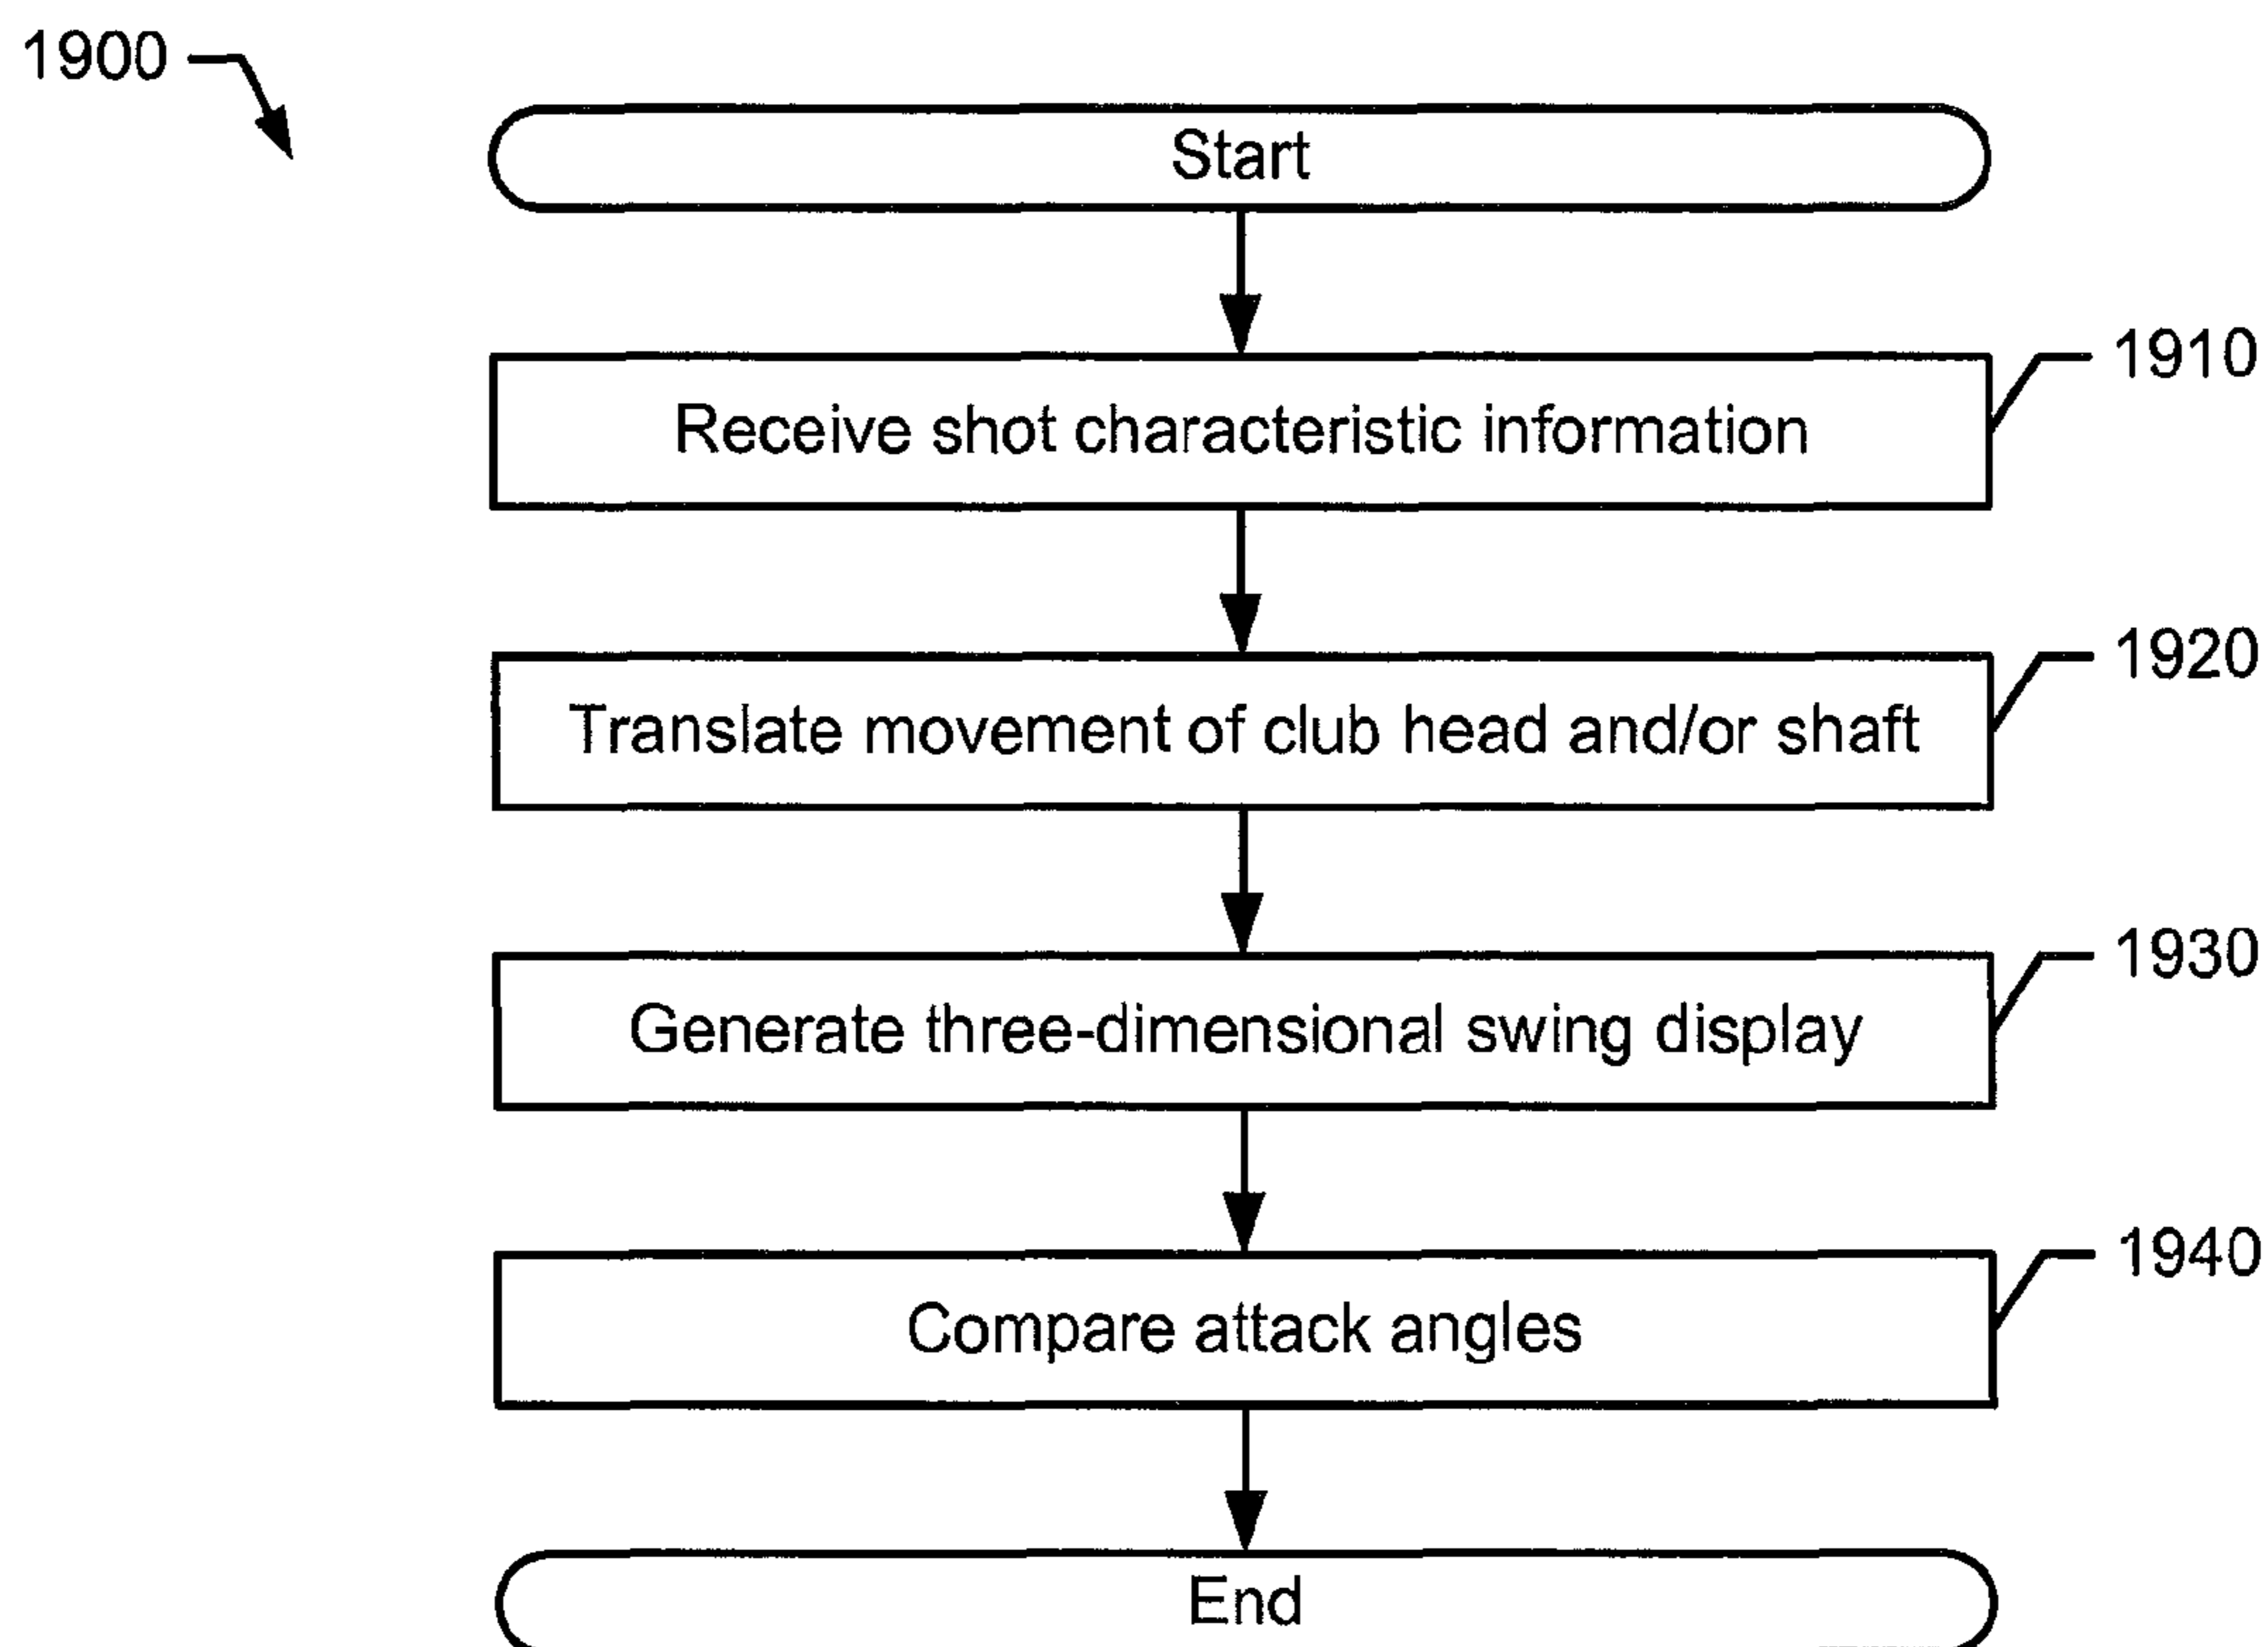 1900
Start
Receive shot characteristic information
1910
Translate movement of club head and/or shaft
1920
Generate three-dimensional swing display
1930
Compare attack angles
1940
End